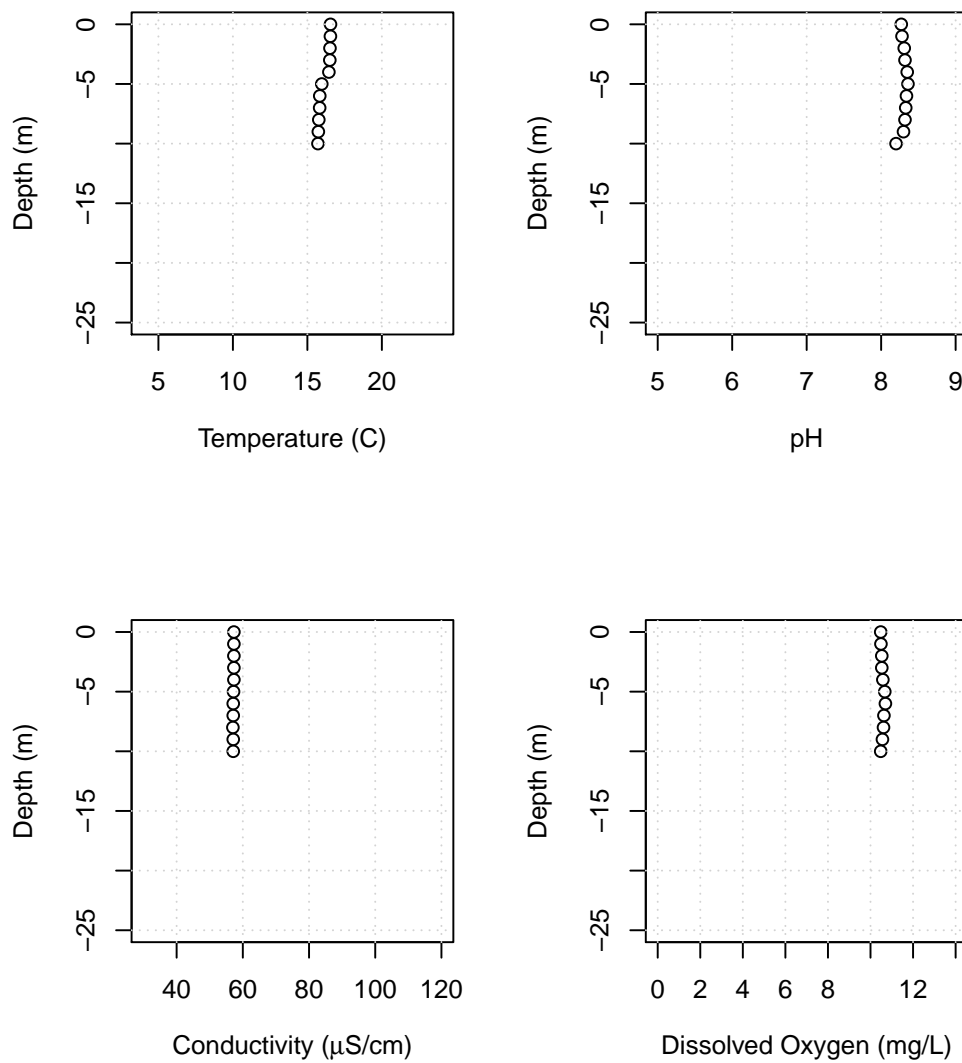 0
−5
−15
−25
Depth (m)
5 10 15 20
Temperature (C)
0
−5
−15
−25
Depth (m)
5 6 7 8 9
pH
0
−5
−15
−25
Depth (m)
40 60 80 100 120
Conductivity (μS/cm)
0
−5
−15
−25
Depth (m)
0 2 4 6 8 12
Dissolved Oxygen (mg/L)